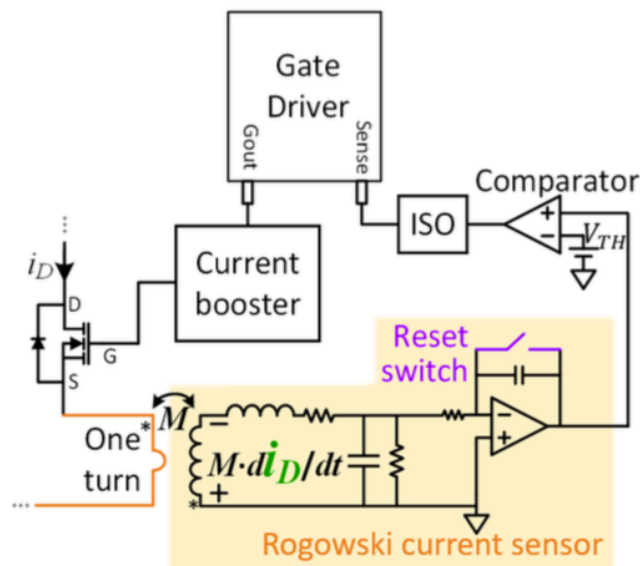 Gate
Driver
Gout
Sense
Comparator
ISO
+
−
V_TH
Current
booster
i_D
D
G
S
Reset
switch
* M
One
turn
−
M·di_D/dt
+
*
−
+
...
...
Rogowski current sensor